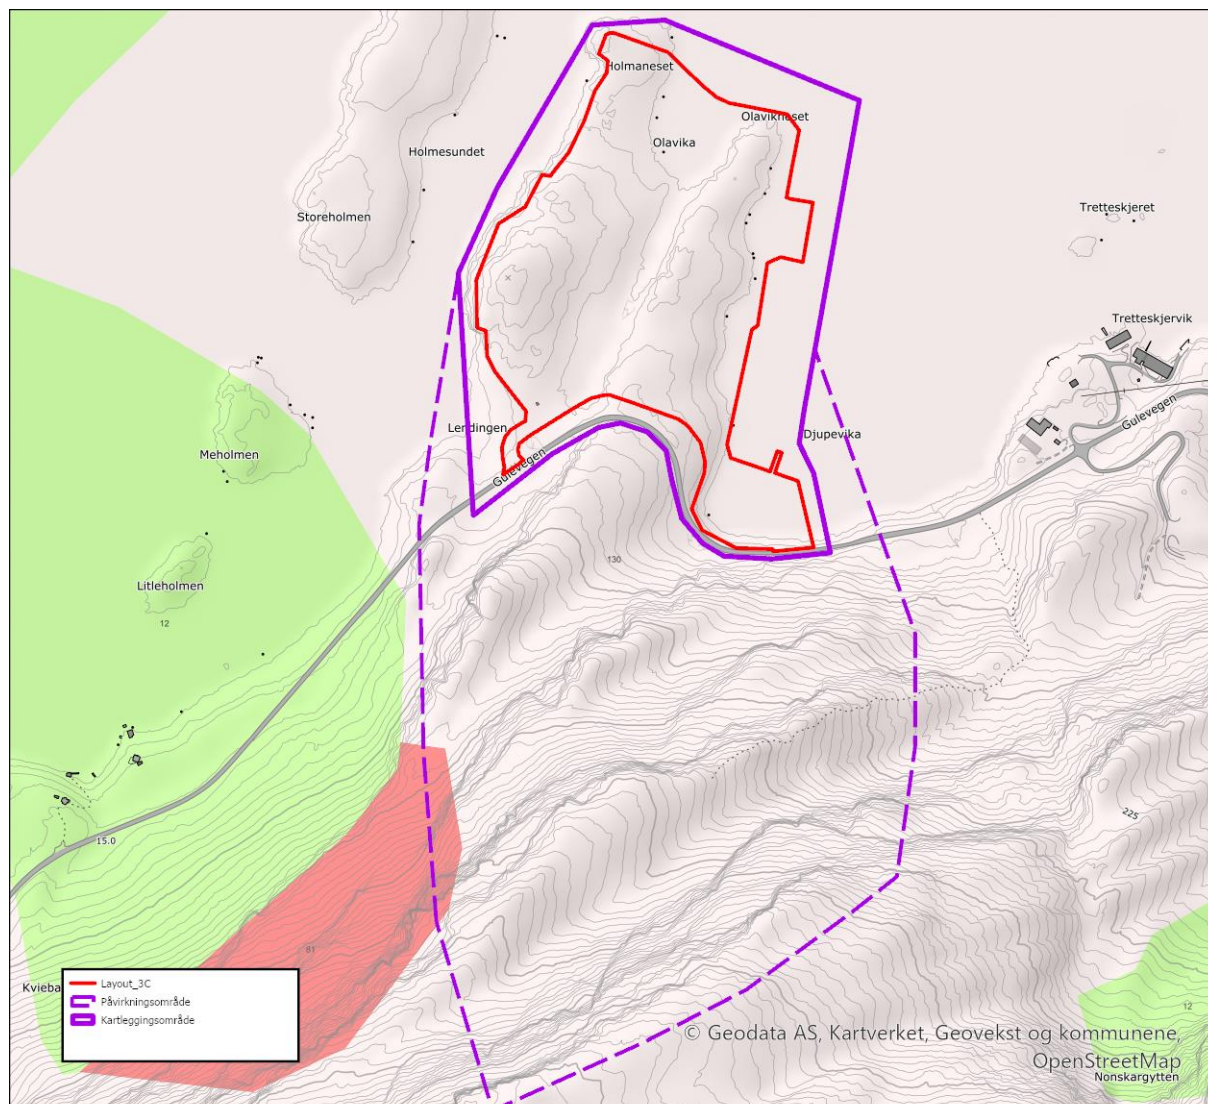 Holmaneset
Olavikneset
Olavika
Holmesundet
Storeholmen
Tretteskjeret
Tretteskjervik
Gulevegen
Lendingen
Djupevika
Meholmen
Gulevegen
130
Litleholmen
12
225
15.0
81
Layout_3C
Kvieba
Påvirkningsområde
Kartleggingsområde
12
© Geodata AS, Kartverket, Geovekst og kommunene,
OpenStreetMap
Nonskargytten